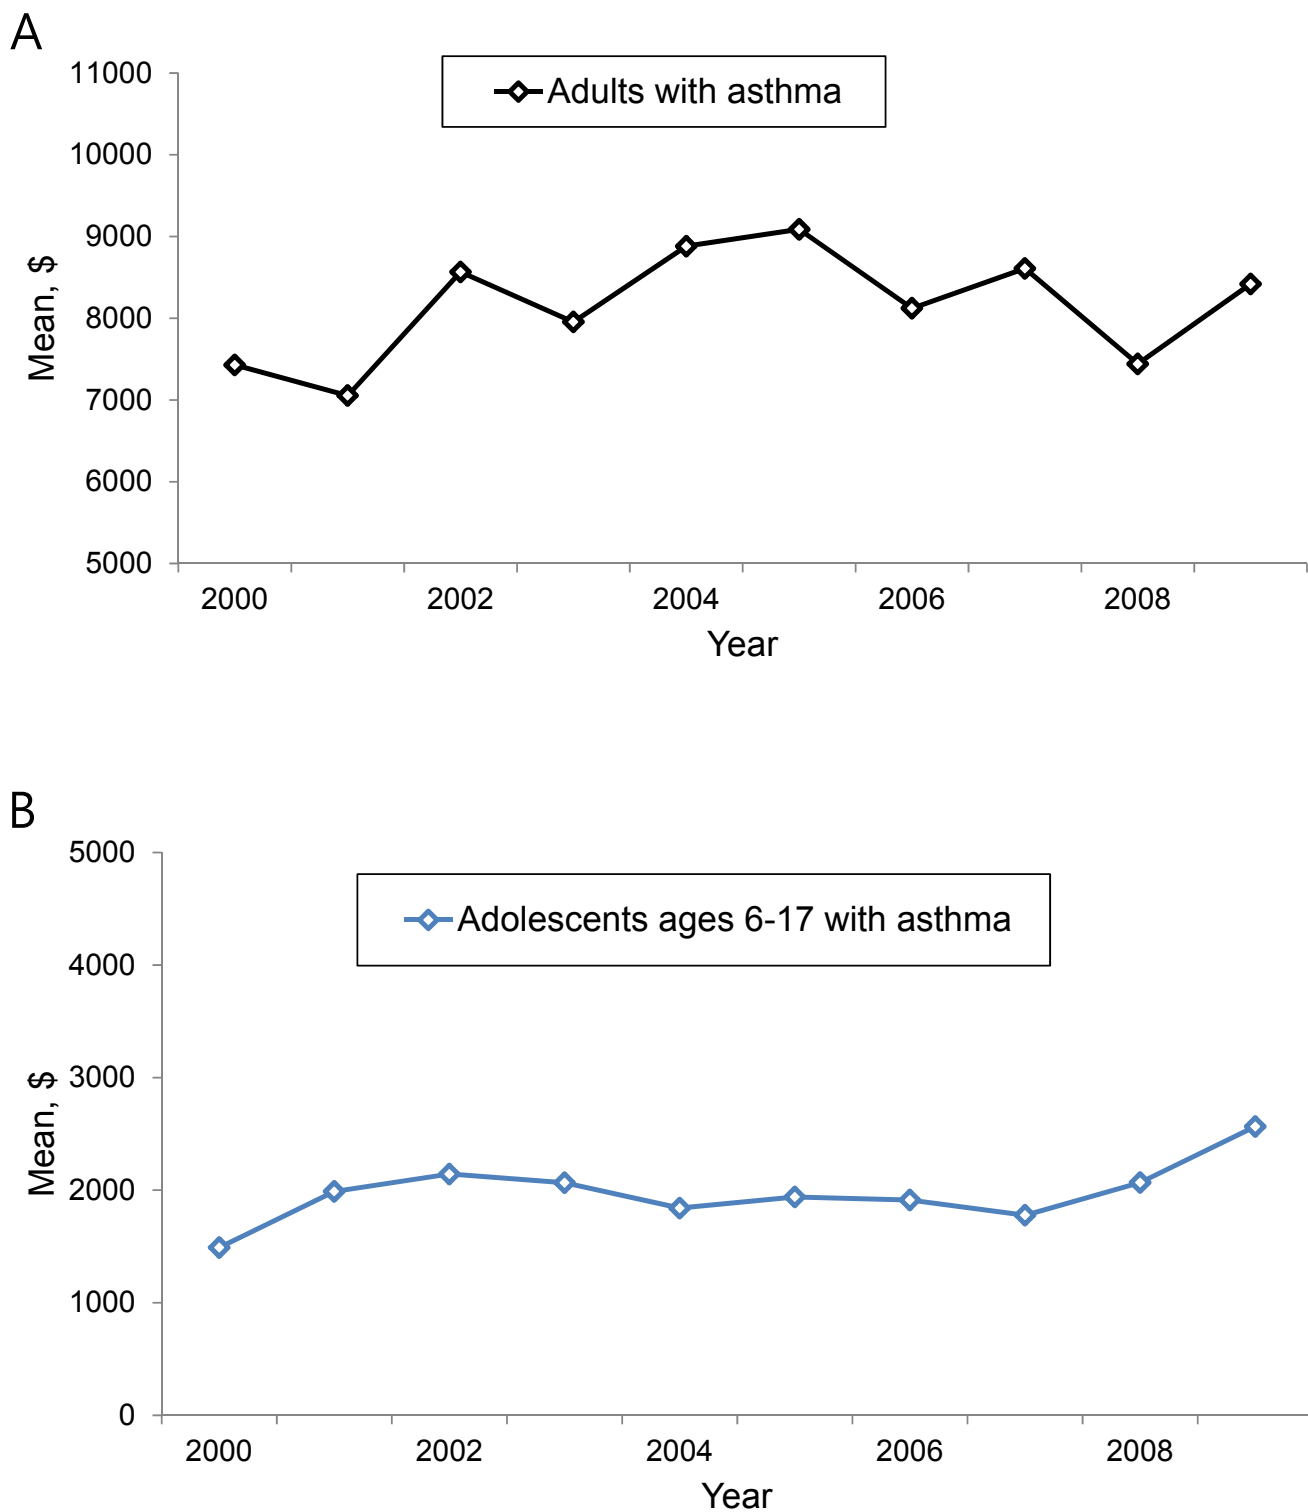 A
11000
Adults with asthma
10000
9000
8000
7000
6000
5000
Mean, $
2000 2002 2004 2006 2008
Year
B
5000
Adolescents ages 6-17 with asthma
4000
3000
2000
1000
0
Mean, $
2000 2002 2004 2006 2008
Year